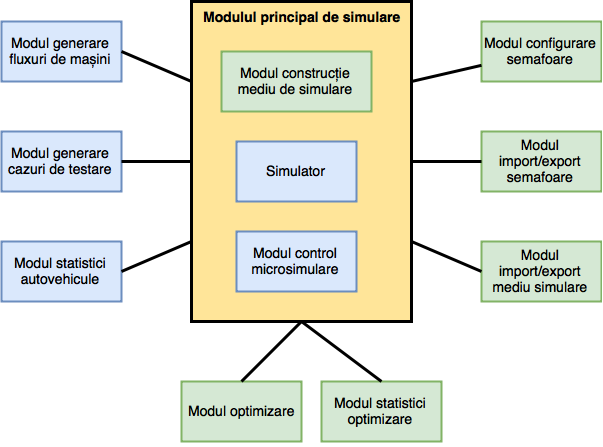 Modulul principal de simulare
Modul generare
fluxuri de mașini
Modul generare
cazuri de testare
Modul statistici
autovehicule
Modul construcție
mediu de simulare
Simulator
Modul control
microsimulare
Modul configurare
semafoare
Modul
import/export
semafoare
Modul
import/export
mediu simulare
Modul optimizare
Modul statistici
optimizare